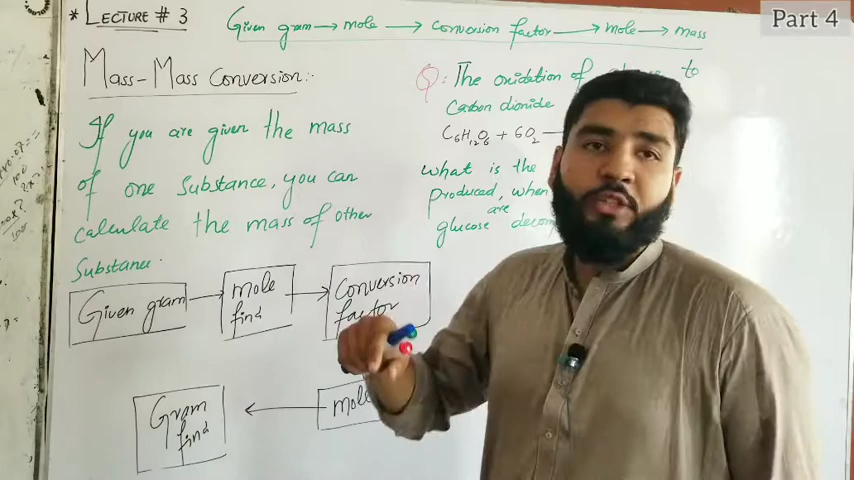 Part 4
* LECTURE # 3
Given gram → mole → conversion factor → mole → mass
Mass-Mass Conversion:-
If you are given the mass
of one Substance, you can
calculate the mass of other
Substance.
Given gram → mole find → Conversion factor
Gram find ← mole
Q: The oxidation of to
Carbon dioxide
C6H12O6 + 6O2
what is the
produced, when
are
glucose